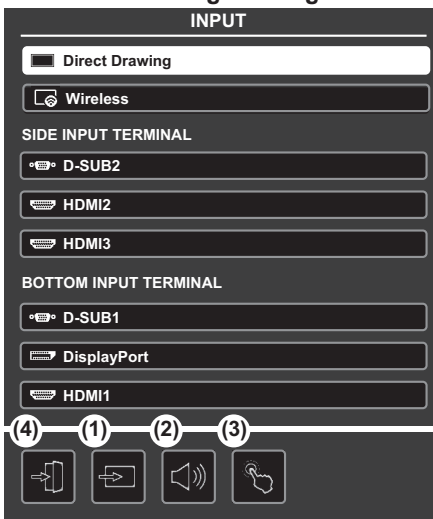 INPUT
Direct Drawing
Wireless
SIDE INPUT TERMINAL
D-SUB2
HDMI2
HDMI3
BOTTOM INPUT TERMINAL
D-SUB1
DisplayPort
HDMI1
(4) (1) (2) (3)